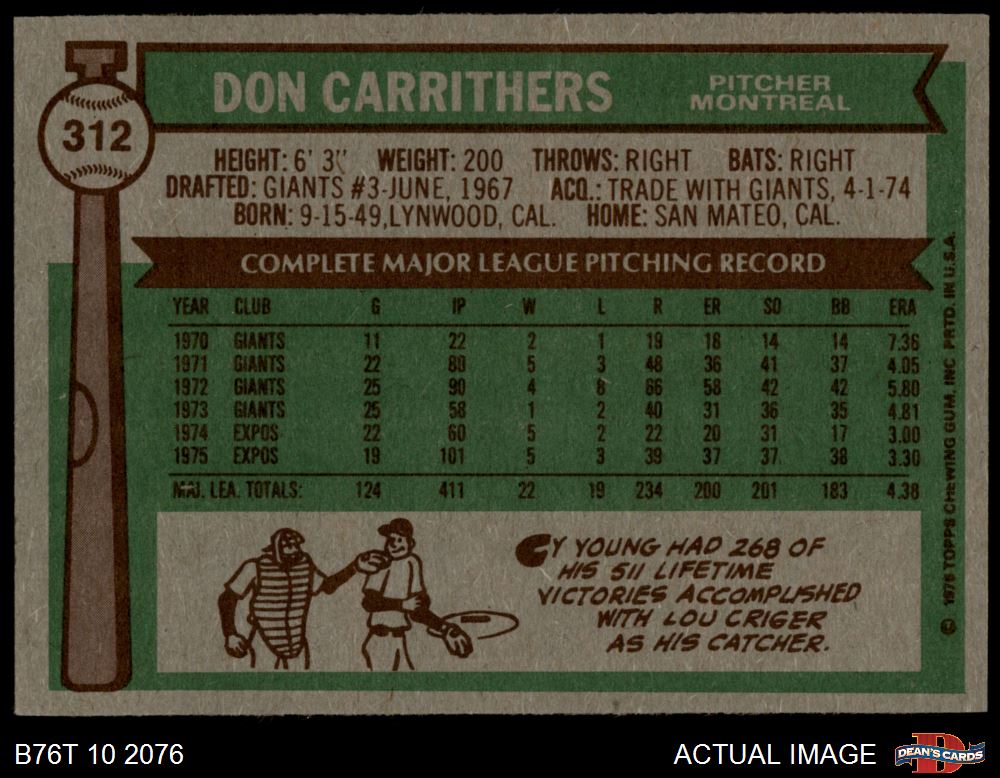 312
DON CARRITHERS
PITCHER
MONTREAL
HEIGHT: 6' 3" WEIGHT: 200 THROWS: RIGHT BATS: RIGHT
DRAFTED: GIANTS #3-JUNE, 1967 ACQ.: TRADE WITH GIANTS, 4-1-74
BORN: 9-15-49, LYNWOOD, CAL. HOME: SAN MATEO, CAL.
COMPLETE MAJOR LEAGUE PITCHING RECORD
YEAR CLUB G IP W L R ER SO BB ERA
1970 GIANTS 11 22 2 1 19 18 14 14 7.36
1971 GIANTS 22 80 5 3 48 36 41 37 4.05
1972 GIANTS 25 90 4 8 66 58 42 42 5.80
1973 GIANTS 25 58 1 2 40 31 36 35 4.81
1974 EXPOS 22 60 5 2 22 20 31 17 3.00
1975 EXPOS 19 101 5 3 39 37 37 38 3.30
MAJ. LEA. TOTALS: 124 411 22 19 234 200 201 183 4.38
CY YOUNG HAD 268 OF
HIS 511 LIFETIME
VICTORIES ACCOMPLISHED
WITH LOU CRIGER
AS HIS CATCHER.
© 1976 TOPPS CHEWING GUM, INC PRTD. IN U.S.A.
B76T 10 2076
ACTUAL IMAGE
DEAN'S CARDS